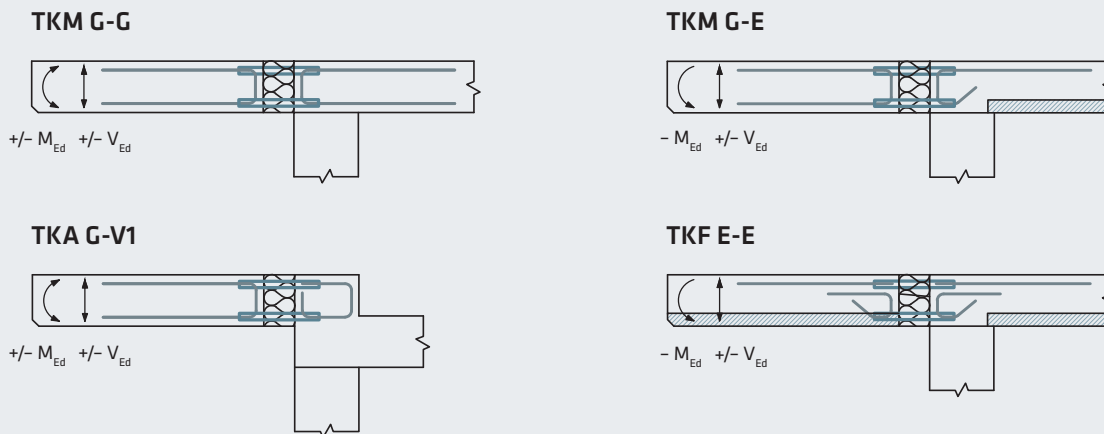 TKM G-G
+/– M_Ed +/– V_Ed
TKM G-E
– M_Ed +/– V_Ed
TKA G-V1
+/– M_Ed +/– V_Ed
TKF E-E
– M_Ed +/– V_Ed